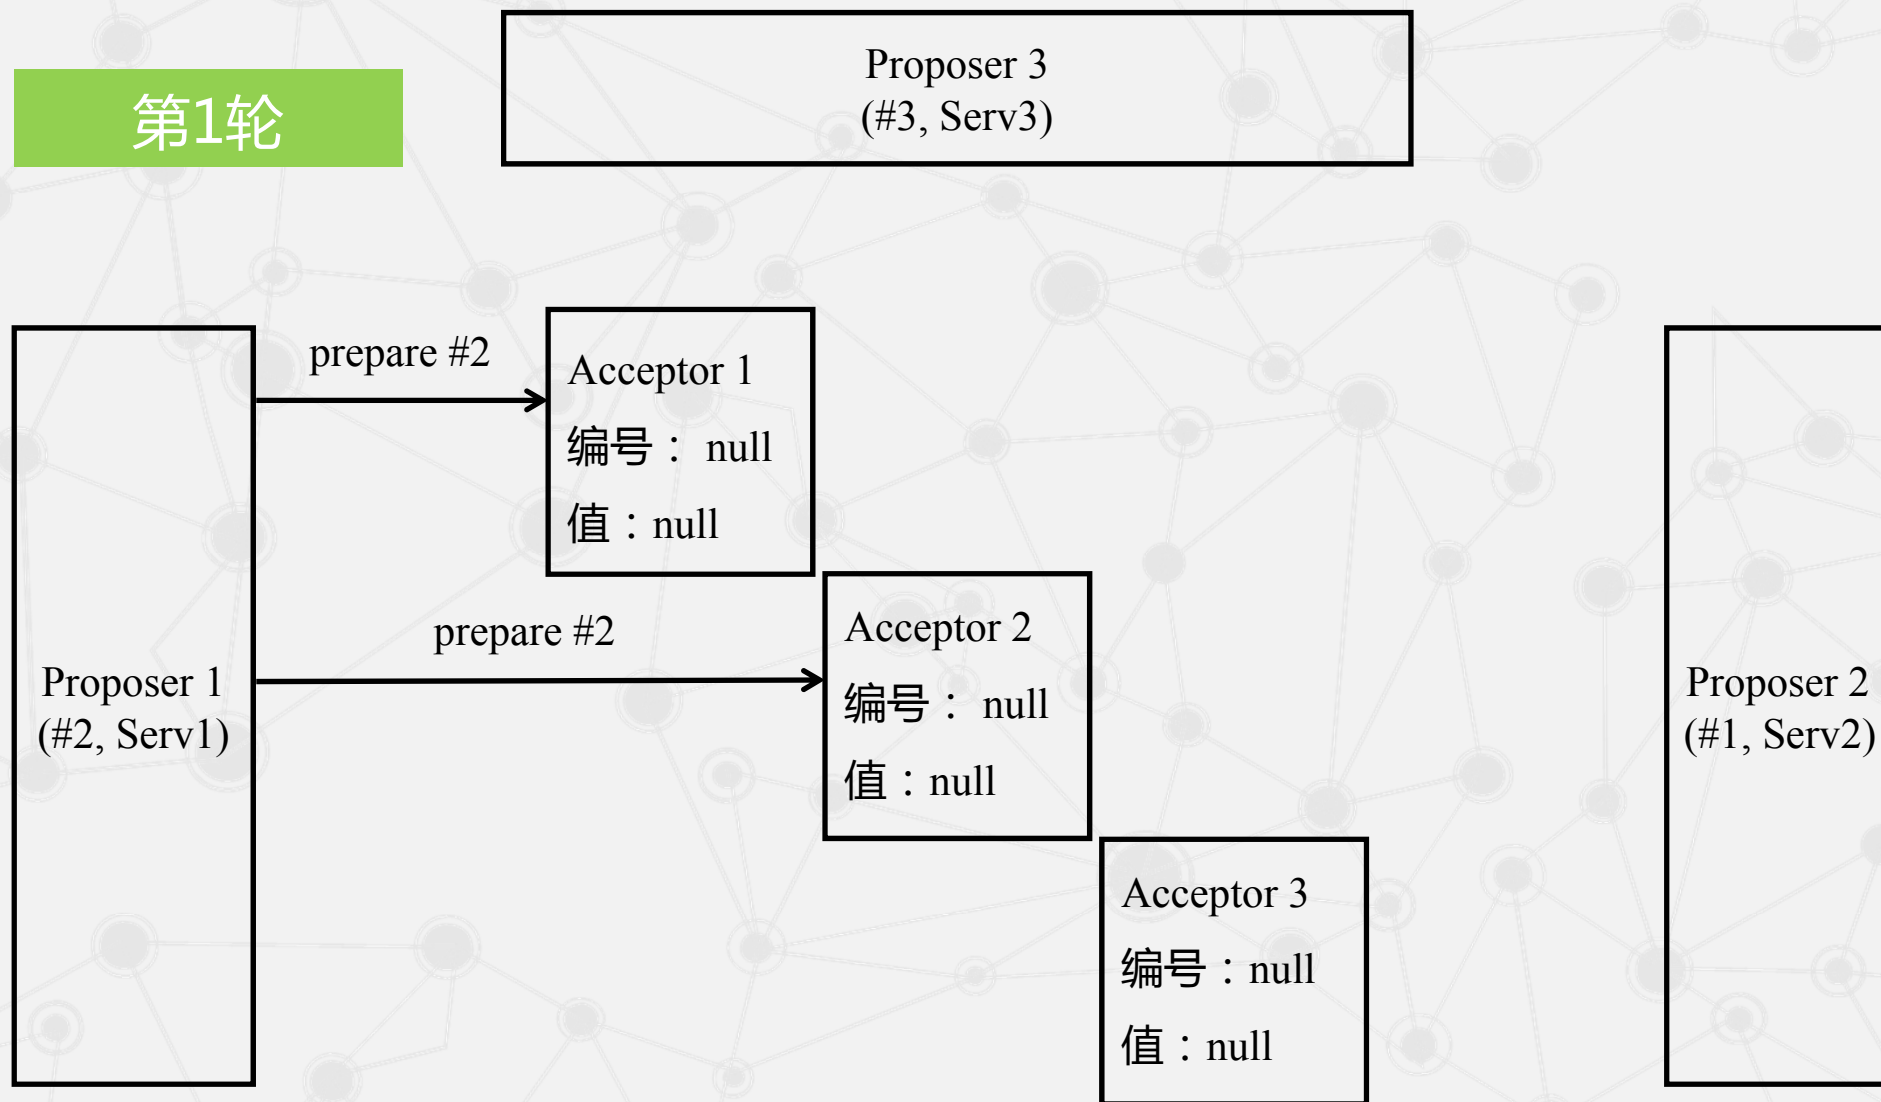 Proposer 3
(#3, Serv3)
第1轮
prepare #2
Acceptor 1
编号： null
值：null
prepare #2
Acceptor 2
编号： null
值：null
Proposer 1
(#2, Serv1)
Proposer 2
(#1, Serv2)
Acceptor 3
编号：null
值：null